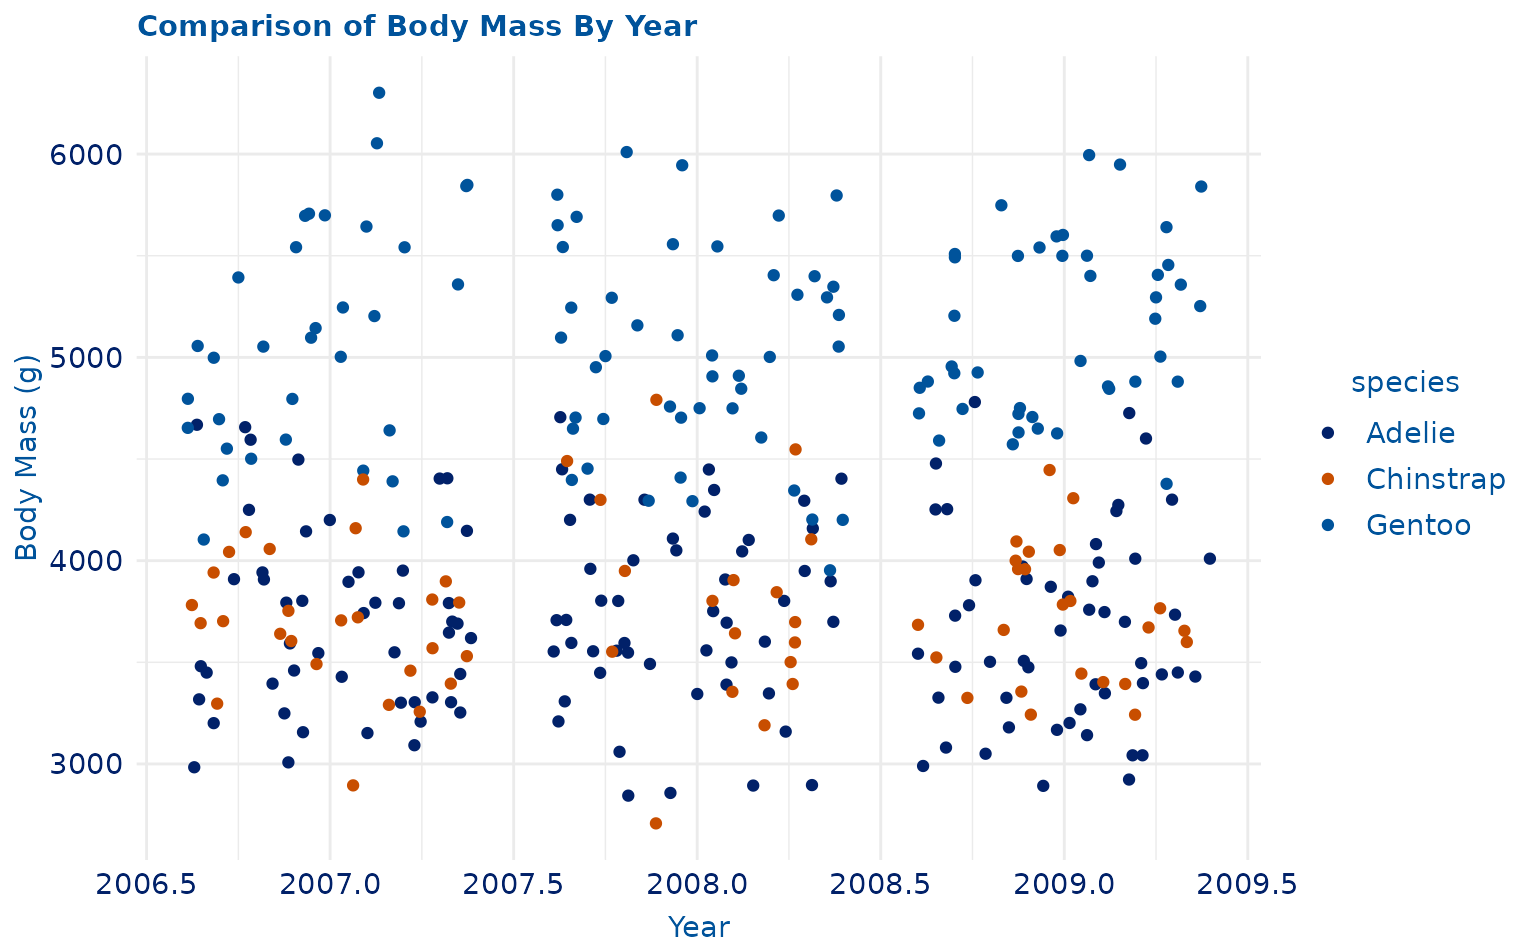 Comparison of Body Mass By Year
6000
5000
4000
3000
Body Mass (g)
2006.5 2007.0 2007.5 2008.0 2008.5 2009.0 2009.5
Year
species
Adelie
Chinstrap
Gentoo